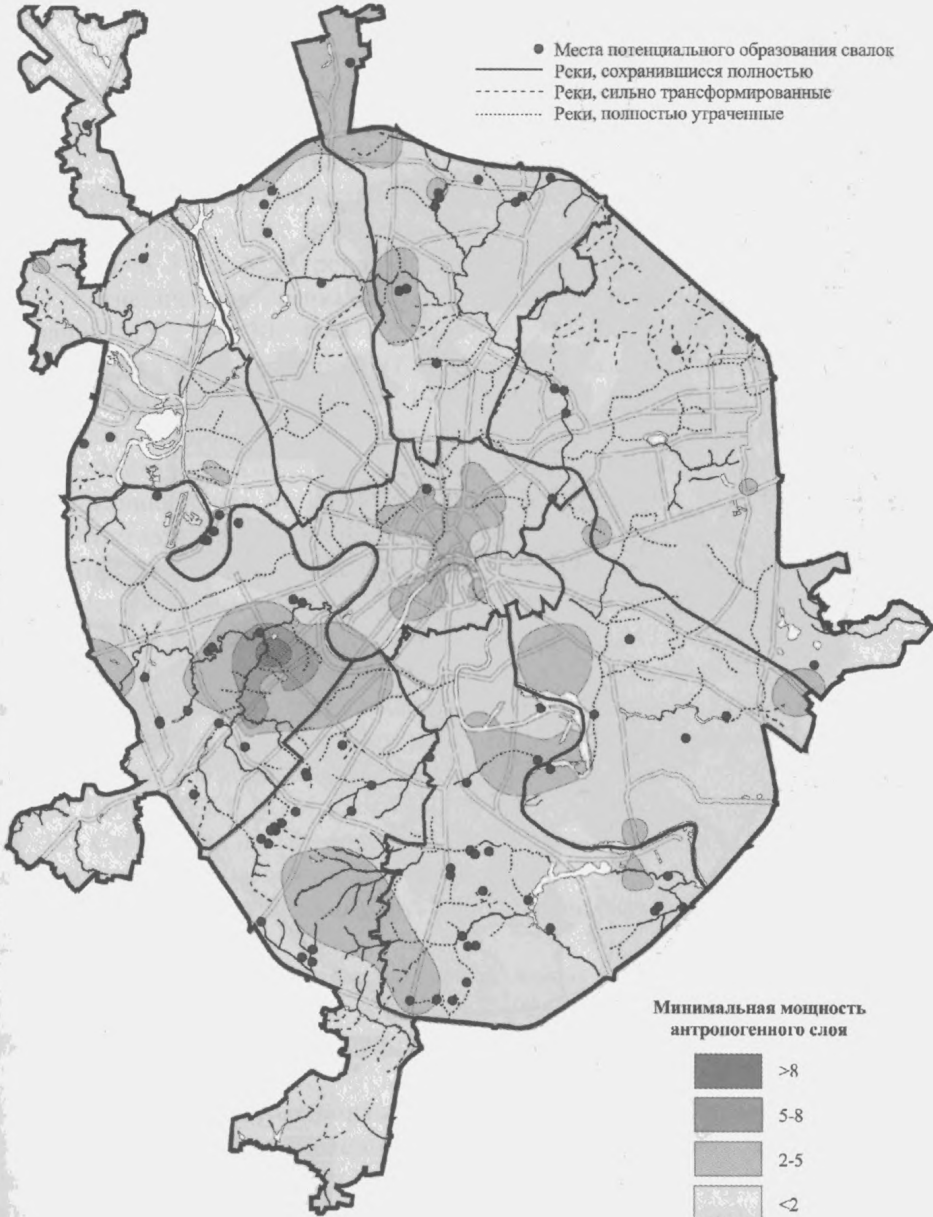 Места потенциального образования свалок
Реки, сохранившиеся полностью
Реки, сильно трансформированные
Реки, полностью утраченные
Минимальная мощность
антропогенного слоя
>8
5-8
2-5
<2